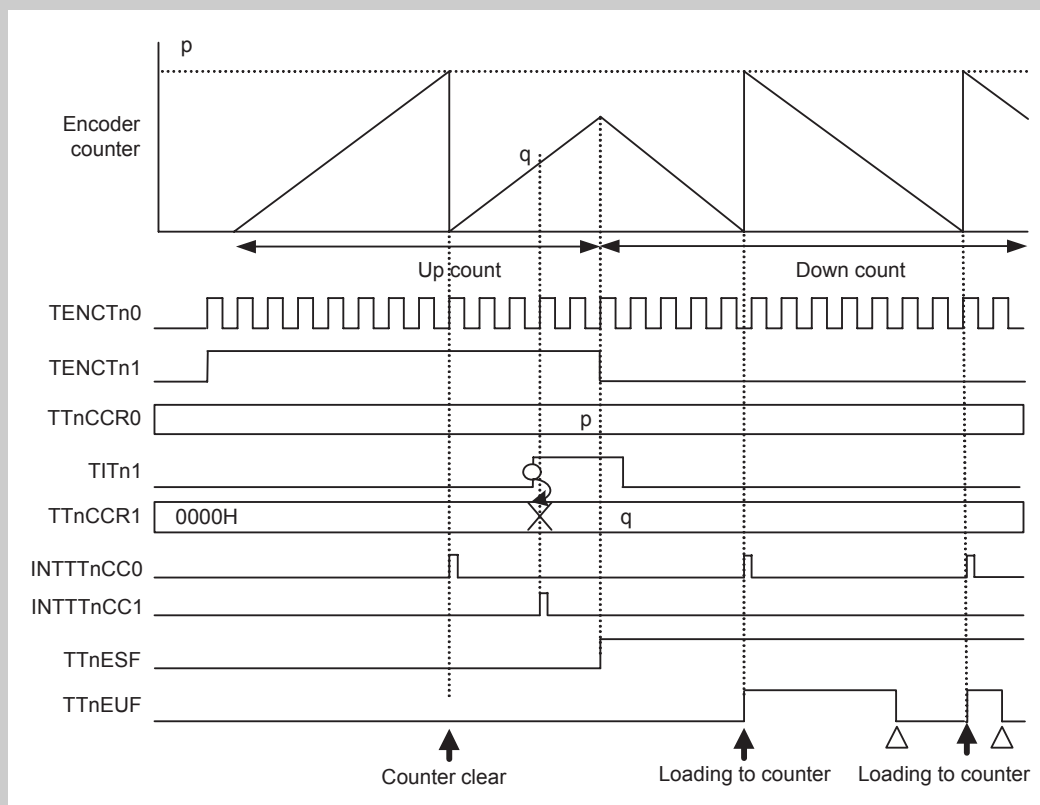 p
Encoder
counter
q
Up count
Down count
TENCTn0
TENCTn1
TTnCCR0
p
TITn1
TTnCCR1
0000H
q
INTTTnCC0
INTTTnCC1
TTnESF
TTnEUF
Counter clear
Loading to counter
Loading to counter